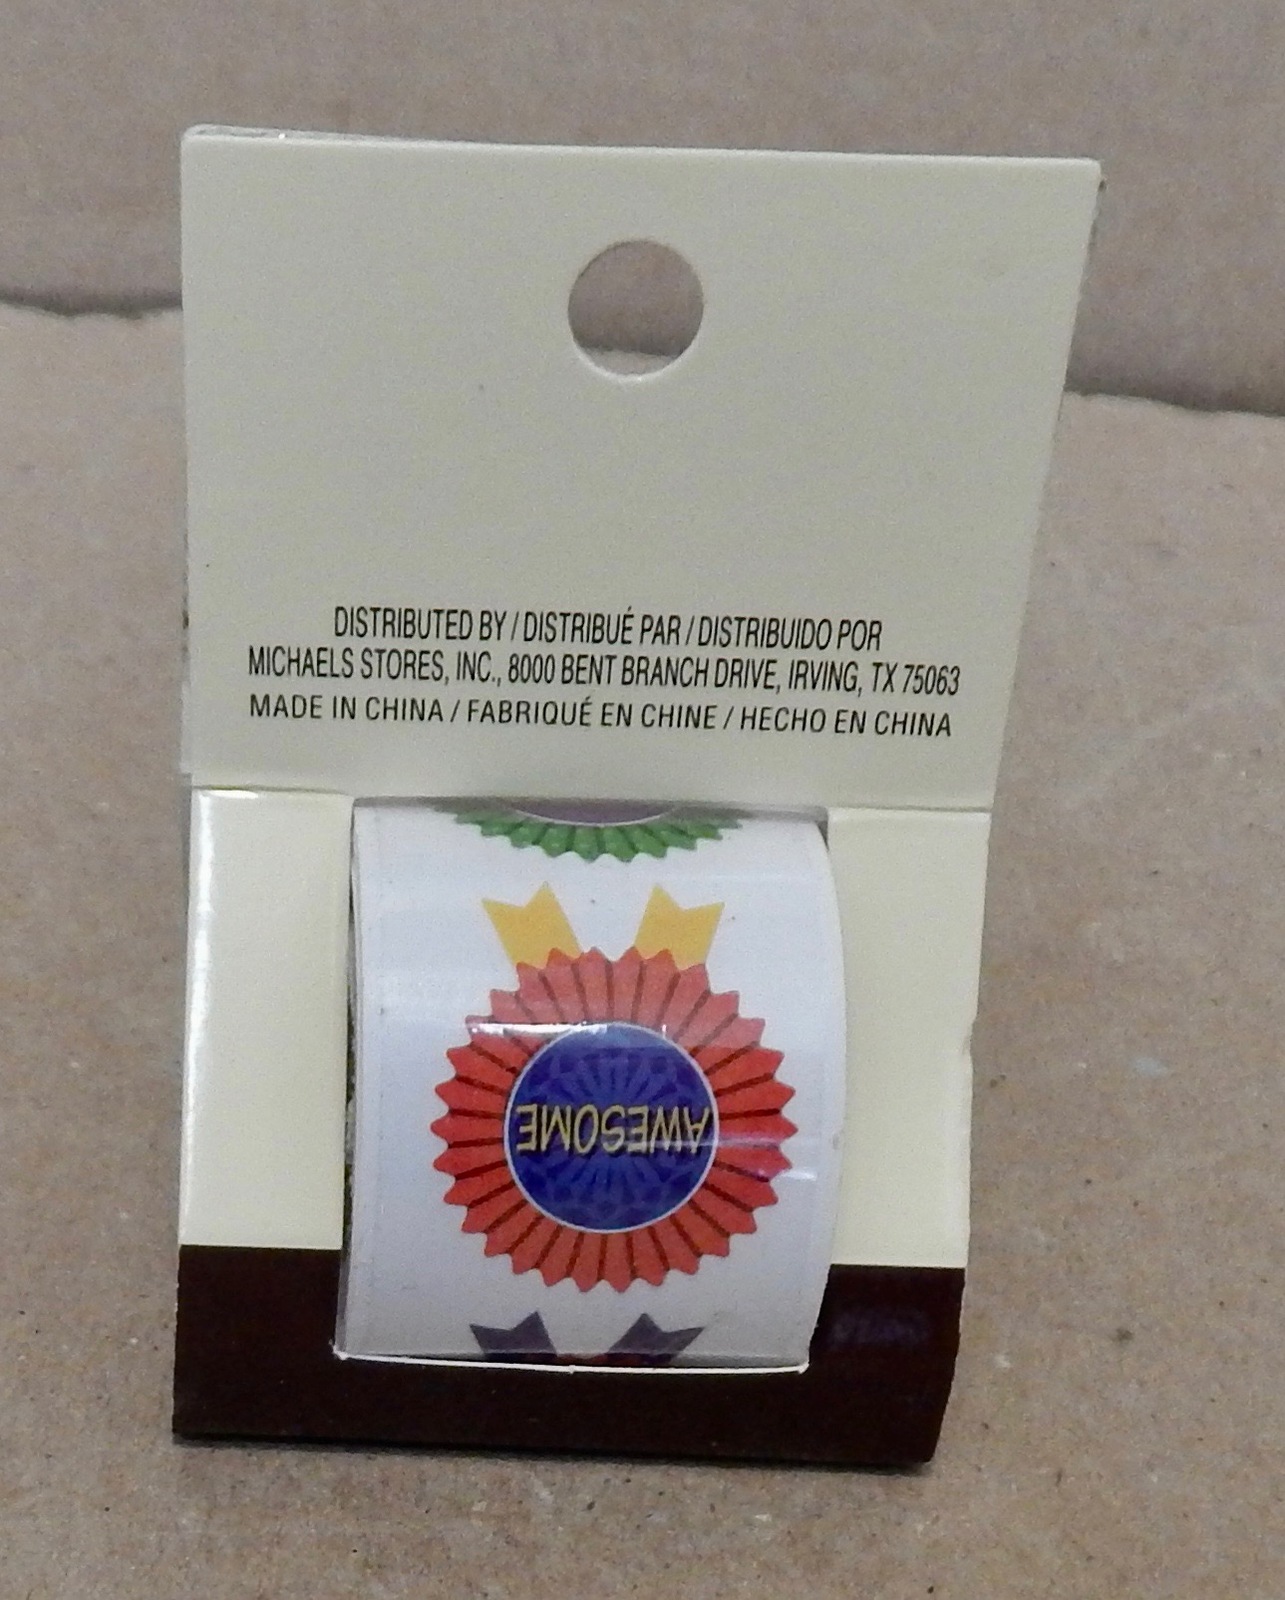 DISTRIBUTED BY / DISTRIBUÉ PAR / DISTRIBUIDO POR
MICHAELS STORES, INC., 8000 BENT BRANCH DRIVE, IRVING, TX 75063
MADE IN CHINA / FABRIQUÉ EN CHINE / HECHO EN CHINA
AWESOME